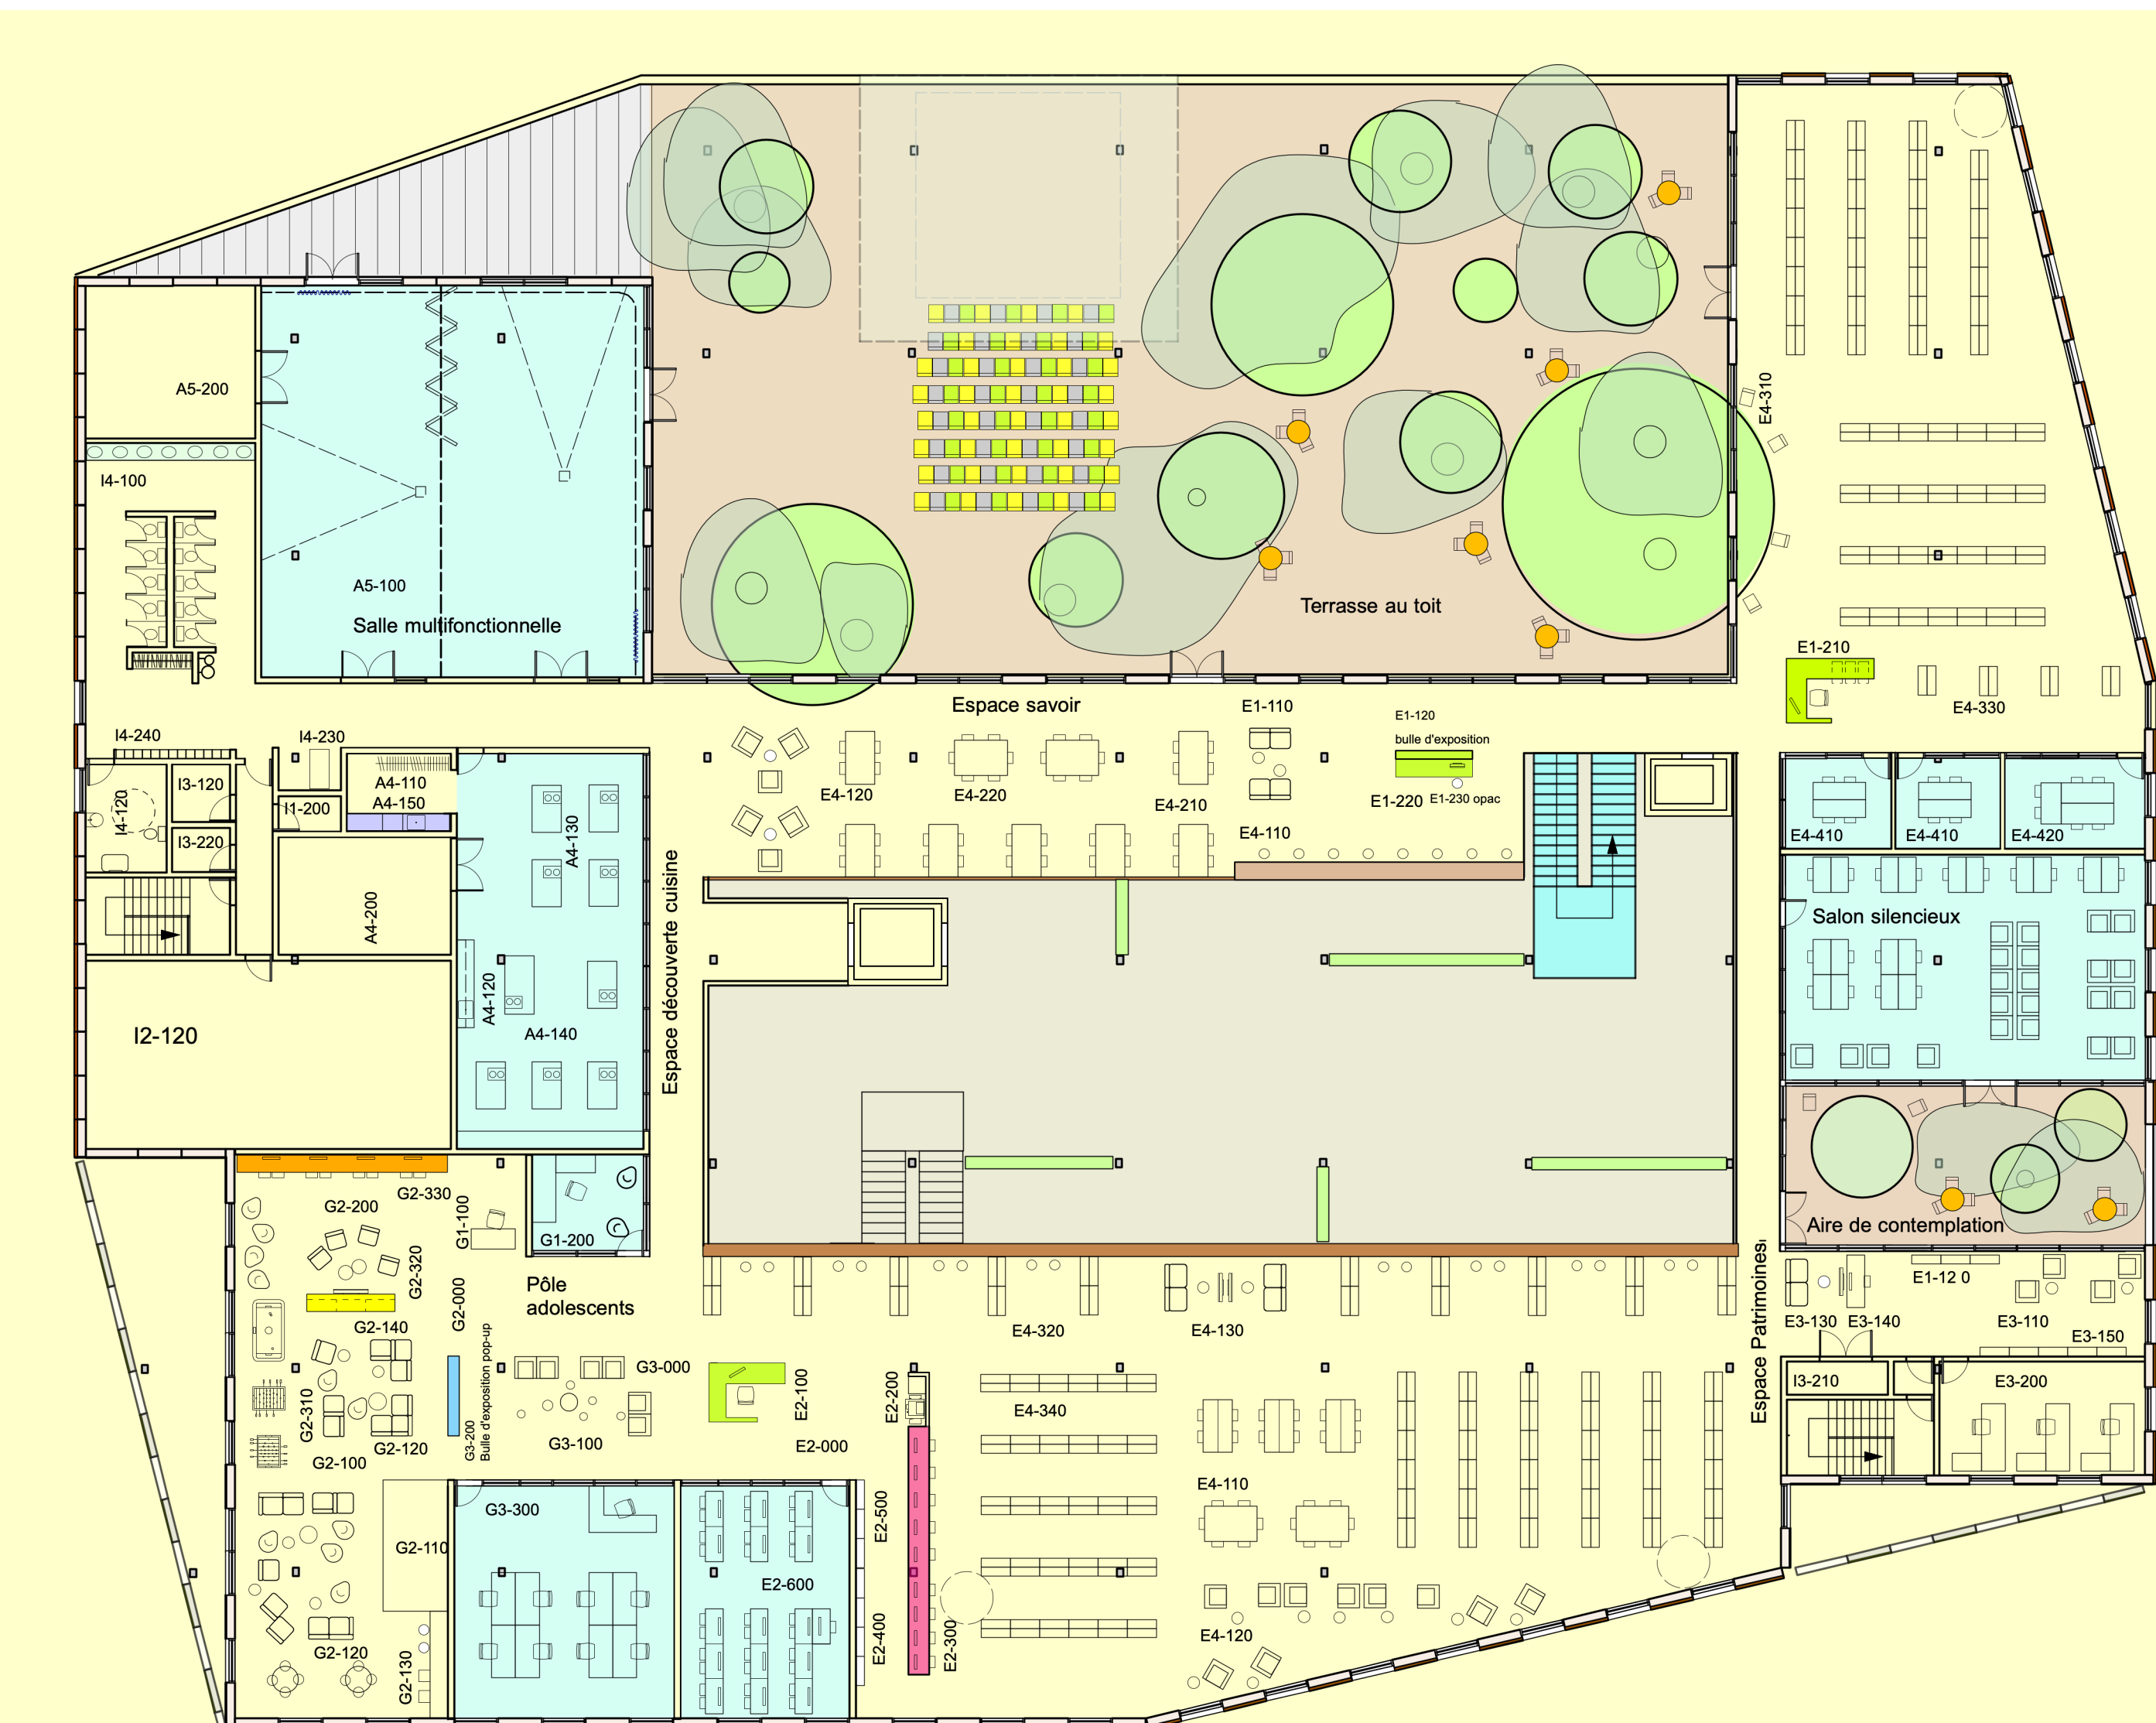 E4-310
A5-200
I4-100
A5-100
Salle multifonctionnelle
Terrasse au toit
E1-210
E4-330
Espace savoir
E1-110
E1-120
bulle d'exposition
I4-240
I4-230
I4-120
I3-120
I1-200
I3-220
A4-110
A4-150
A4-130
A4-200
A4-120
A4-140
I2-120
Espace découverte cuisine
E4-120
E4-220
E4-210
E4-110
E1-220
E1-230 opac
E4-410
E4-410
E4-420
Salon silencieux
Aire de contemplation
G2-330
G2-200
G1-100
G1-200
G2-320
G2-000
Pôle
adolescents
G2-140
G2-310
G2-120
G2-100
G3-200
Bulle d'exposition pop-up
G3-000
G3-100
E2-100
E2-000
E2-200
E4-320
E4-130
E4-340
E4-110
Espace Patrimoines
E1-12 0
E3-130
E3-140
E3-110
E3-150
I3-210
E3-200
G3-300
G2-110
E2-500
E2-600
E2-400
E2-300
E4-120
G2-120
G2-130